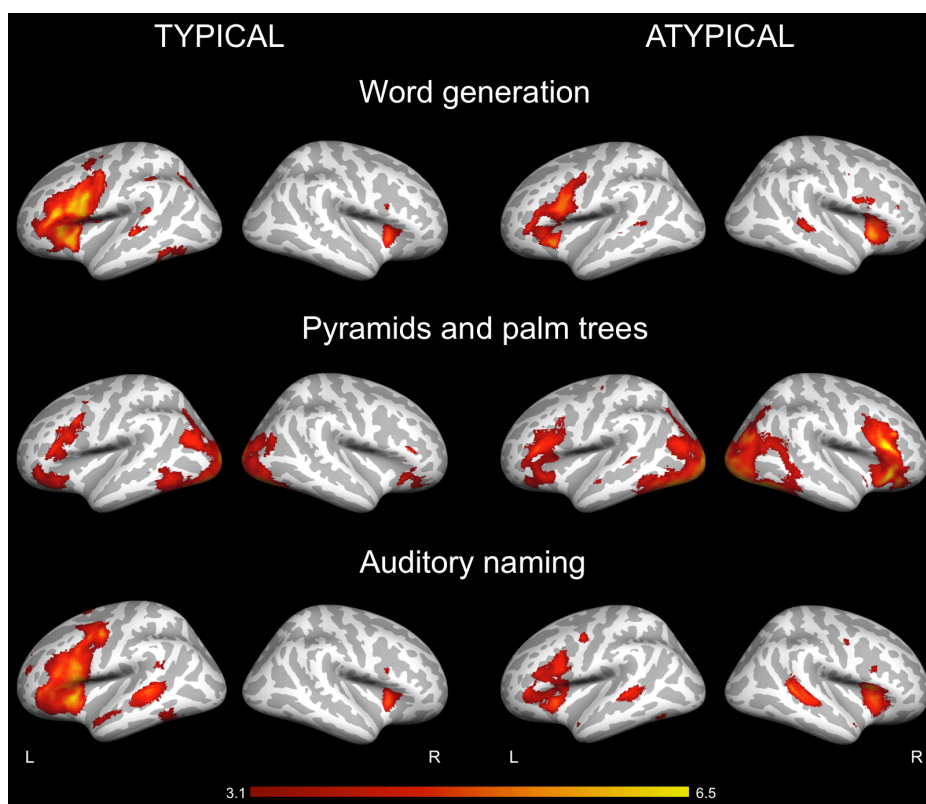 TYPICAL ATYPICAL
Word generation
Pyramids and palm trees
Auditory naming
L R L R
3.1 6.5